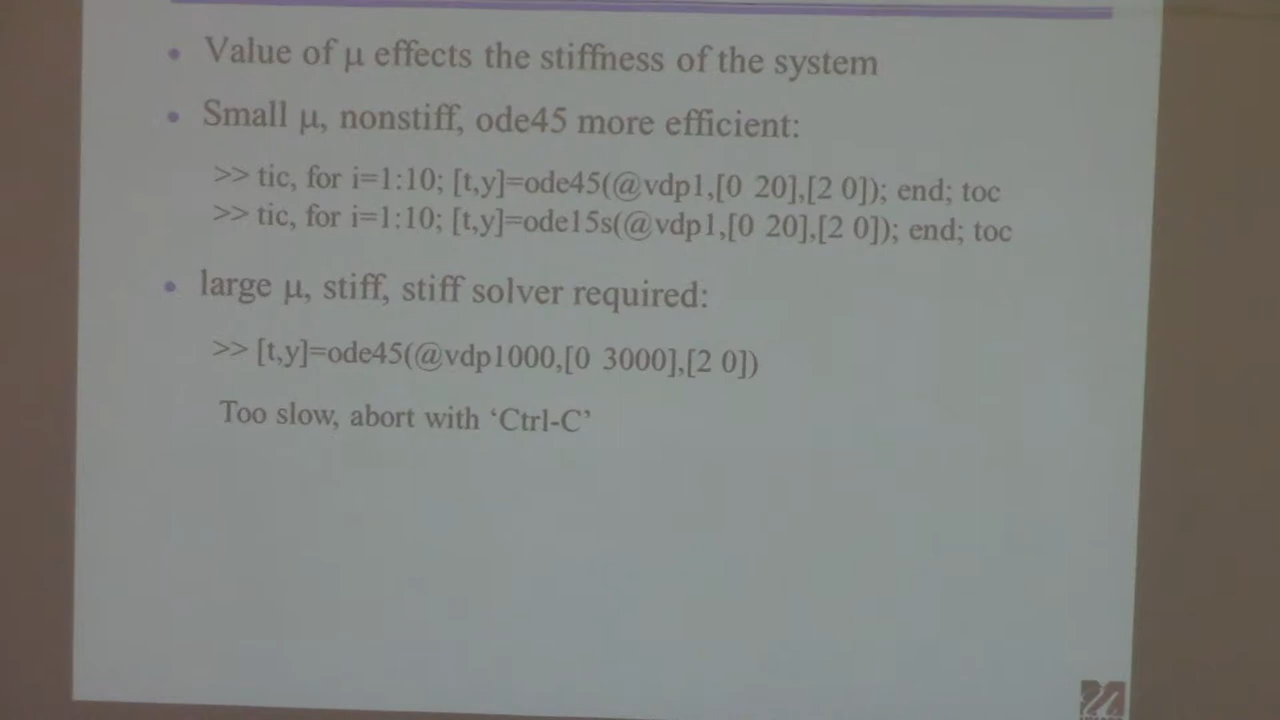 • Value of μ effects the stiffness of the system
• Small μ, nonstiff, ode45 more efficient:
>> tic, for i=1:10; [t,y]=ode45(@vdp1,[0 20],[2 0]); end; toc
>> tic, for i=1:10; [t,y]=ode15s(@vdp1,[0 20],[2 0]); end; toc
• large μ, stiff, stiff solver required:
>> [t,y]=ode45(@vdp1000,[0 3000],[2 0])
Too slow, abort with ‘Ctrl-C’